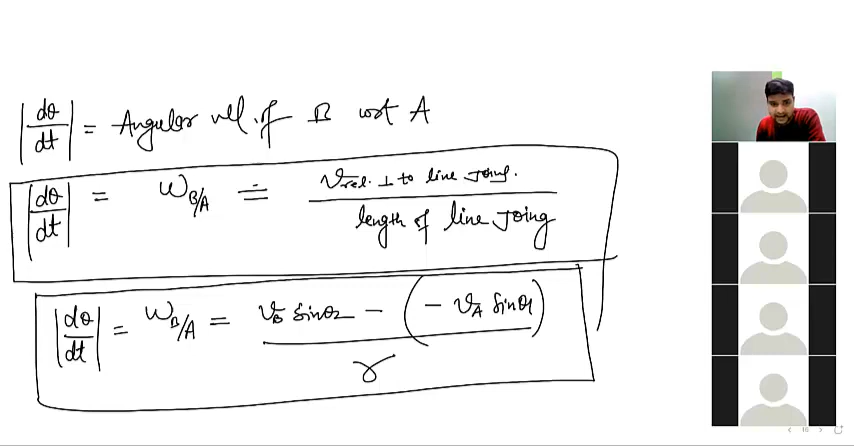 |dθ/dt| = Angular vel. of B wrt A
|dθ/dt| = ω_B/A = v_rel. ⊥ to line joing. / length of line joing
|dθ/dt| = ω_B/A = (v_B sinθ2 − (− v_A sinθ1)) / r
16